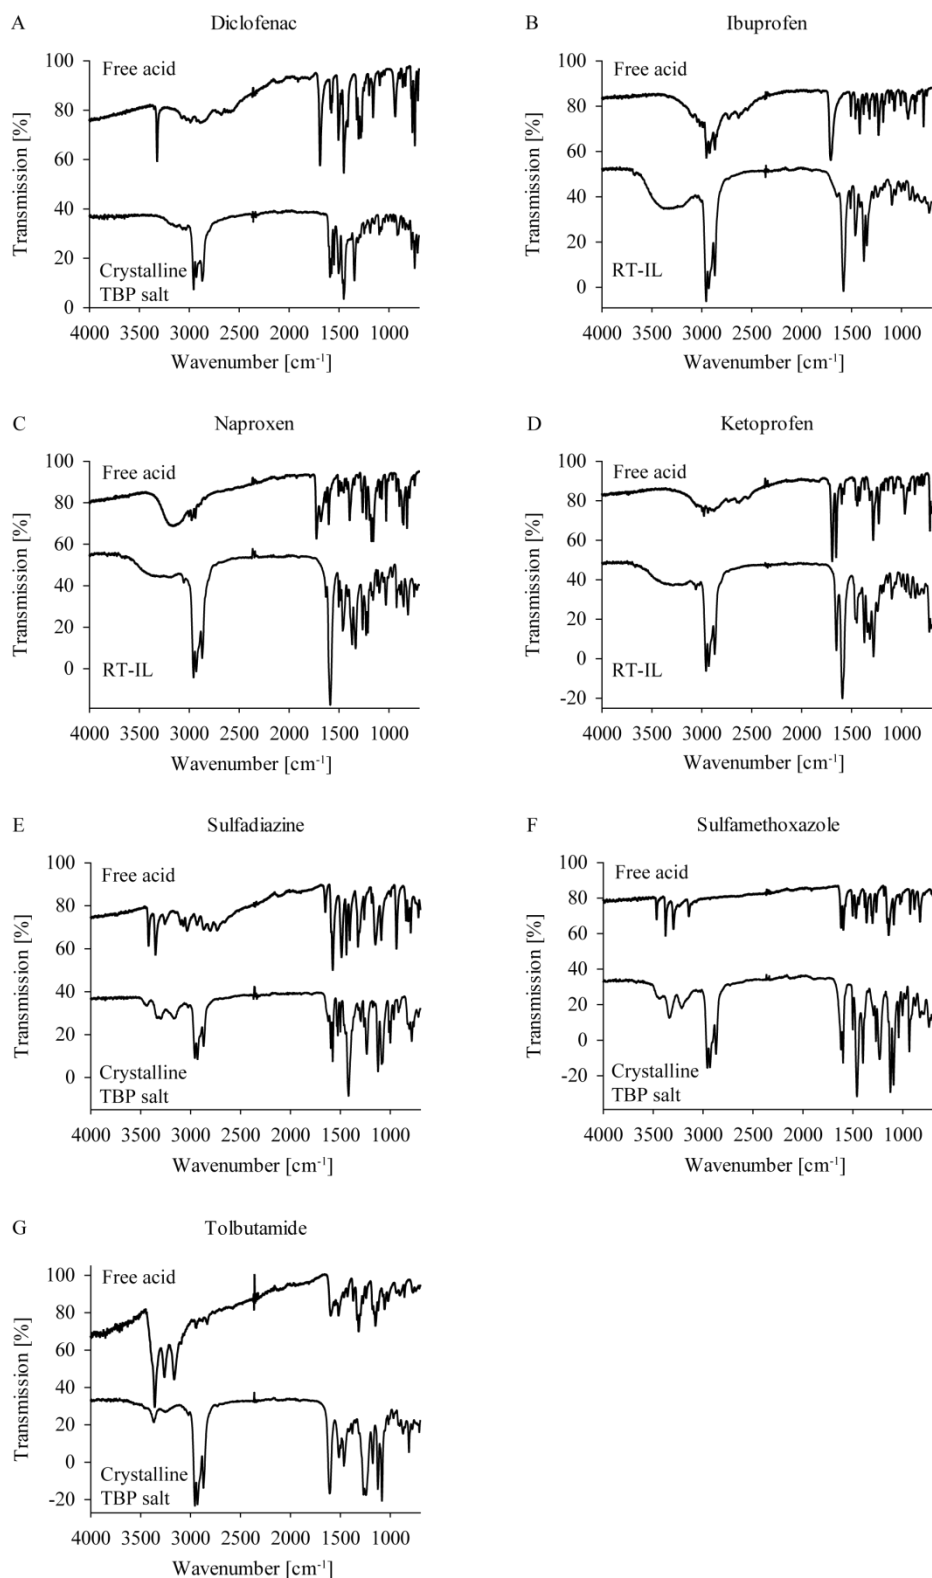 A Diclofenac
100
Free acid
80
60
40
20
Crystalline
TBP salt
0
Transmission [%]
4000 3500 3000 2500 2000 1500 1000
Wavenumber [cm⁻¹]
B Ibuprofen
100
Free acid
80
60
40
20
RT-IL
0
Transmission [%]
4000 3500 3000 2500 2000 1500 1000
Wavenumber [cm⁻¹]
C Naproxen
100
Free acid
80
60
40
20
0
RT-IL
Transmission [%]
4000 3500 3000 2500 2000 1500 1000
Wavenumber [cm⁻¹]
D Ketoprofen
100
Free acid
80
60
40
20
0
RT-IL
-20
Transmission [%]
4000 3500 3000 2500 2000 1500 1000
Wavenumber [cm⁻¹]
E Sulfadiazine
100
Free acid
80
60
40
20
0
Crystalline
TBP salt
Transmission [%]
4000 3500 3000 2500 2000 1500 1000
Wavenumber [cm⁻¹]
F Sulfamethoxazole
100
Free acid
80
60
40
20
0
Crystalline
-20
TBP salt
Transmission [%]
4000 3500 3000 2500 2000 1500 1000
Wavenumber [cm⁻¹]
G Tolbutamide
100
Free acid
80
60
40
20
0
Crystalline
TBP salt
-20
Transmission [%]
4000 3500 3000 2500 2000 1500 1000
Wavenumber [cm⁻¹]